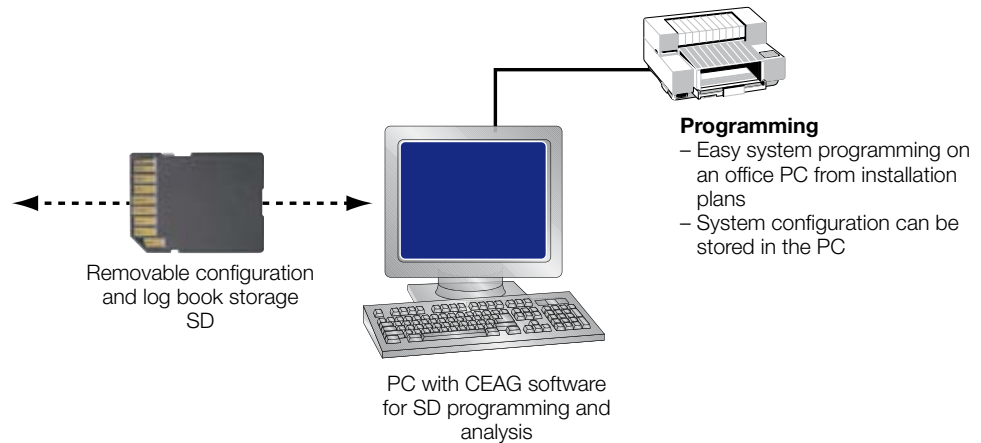 Programming
– Easy system programming on
an office PC from installation
plans
– System configuration can be
stored in the PC
Removable configuration
and log book storage
SD
PC with CEAG software
for SD programming and
analysis